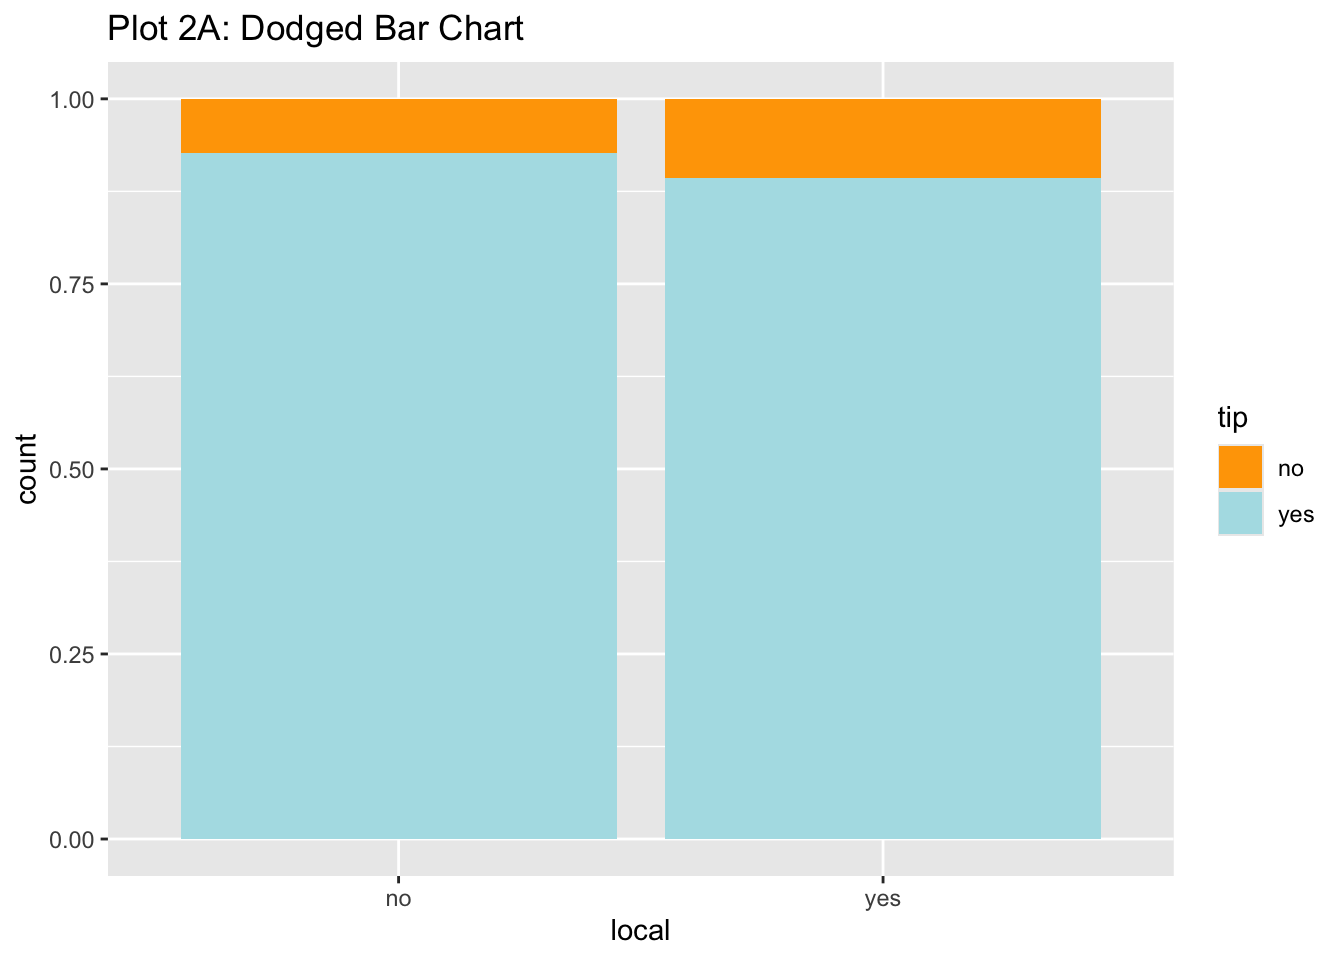 Plot 2A: Dodged Bar Chart
1.00
0.75
0.50
0.25
0.00
count
no
yes
local
tip
no
yes